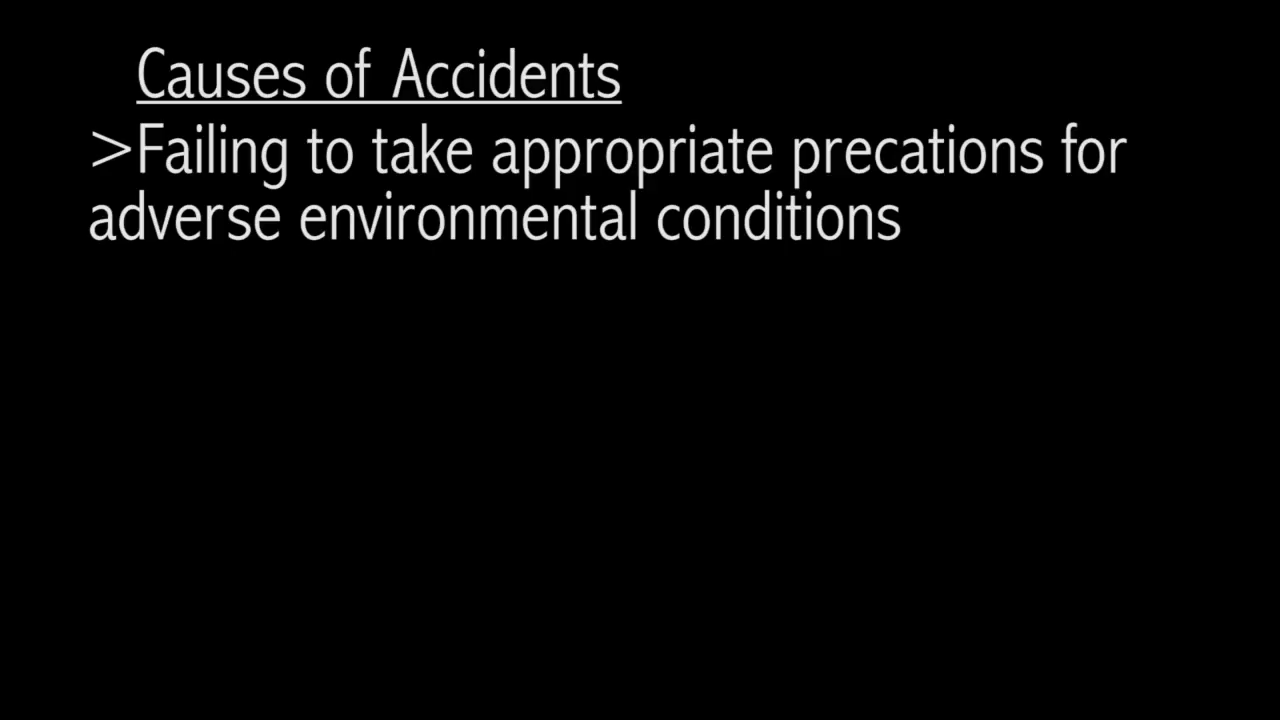 Causes of Accidents
>Failing to take appropriate precations for
adverse environmental conditions